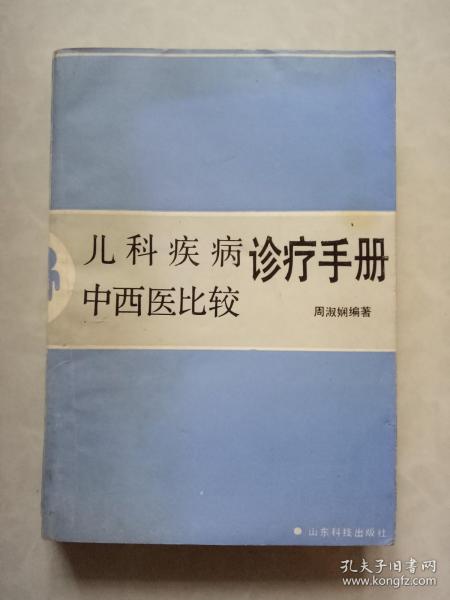 儿科疾病诊疗手册
中西医比较
周淑娴编著
山东科技出版社
孔夫子旧书网
www.kongfz.com